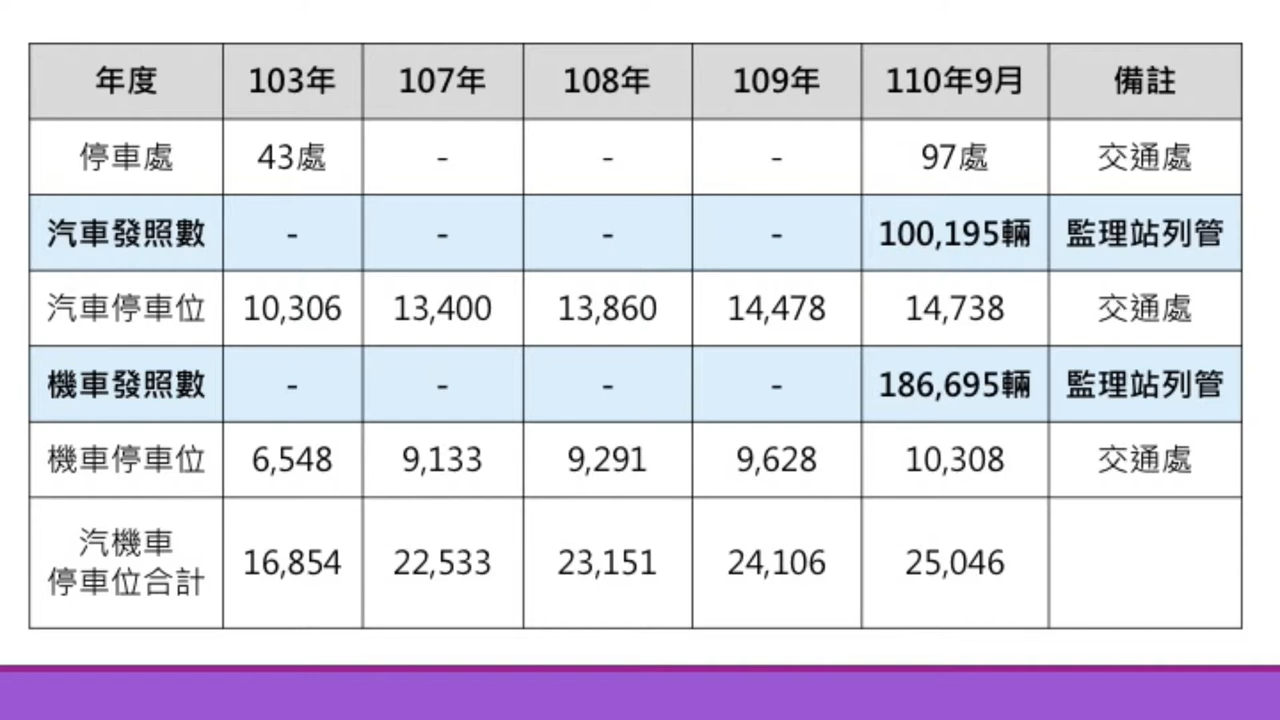 年度 103年 107年 108年 109年 110年9月 備註
停車處 43處 - - - 97處 交通處
汽車發照數 - - - - 100,195輛 監理站列管
汽車停車位 10,306 13,400 13,860 14,478 14,738 交通處
機車發照數 - - - - 186,695輛 監理站列管
機車停車位 6,548 9,133 9,291 9,628 10,308 交通處
汽機車
停車位合計 16,854 22,533 23,151 24,106 25,046